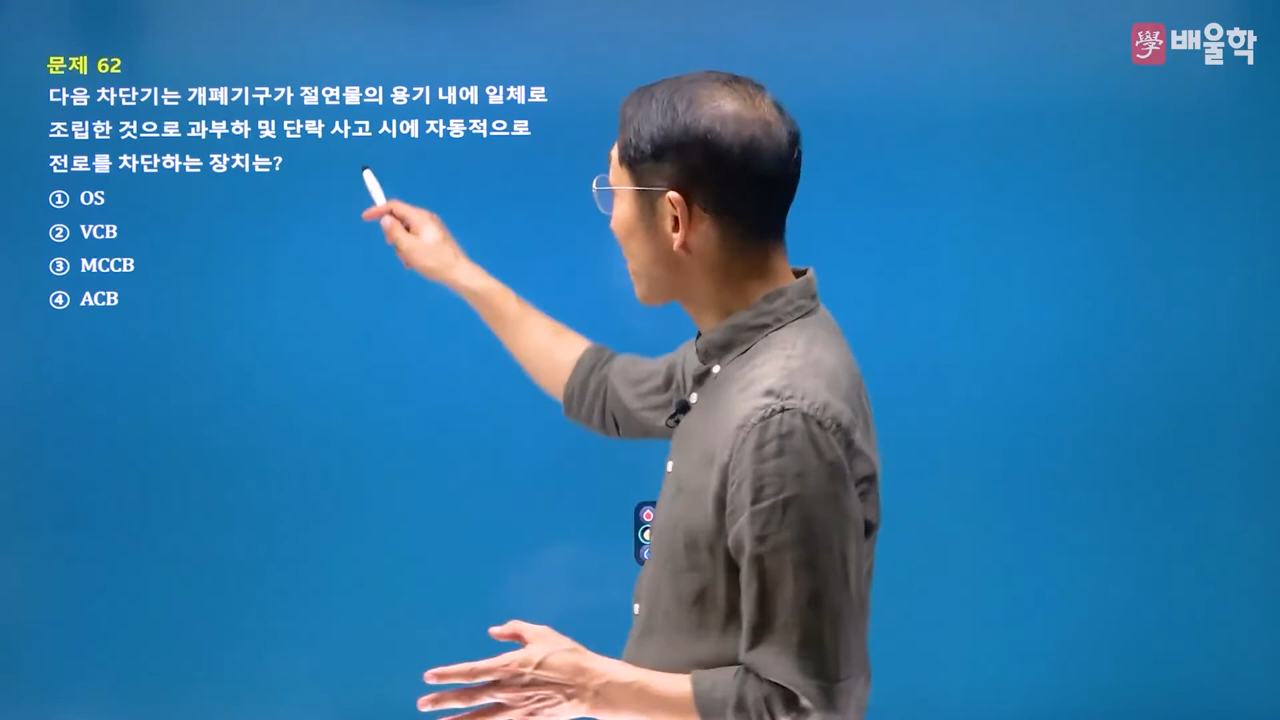 學 배울학
문제 62
다음 차단기는 개폐기구가 절연물의 용기 내에 일체로
조립한 것으로 과부하 및 단락 사고 시에 자동적으로
전로를 차단하는 장치는?
① OS
② VCB
③ MCCB
④ ACB